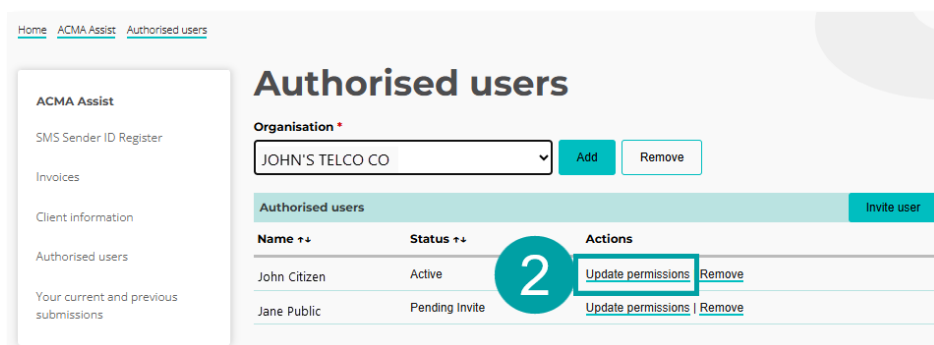 Home ACMA Assist Authorised users
ACMA Assist
SMS Sender ID Register
Invoices
Client information
Authorised users
Your current and previous
submissions
Authorised users
Organisation *
JOHN'S TELCO CO
Add Remove
Authorised users Invite user
Name ↑↓ Status ↑↓ Actions
John Citizen Active 2 Update permissions | Remove
Jane Public Pending Invite Update permissions | Remove